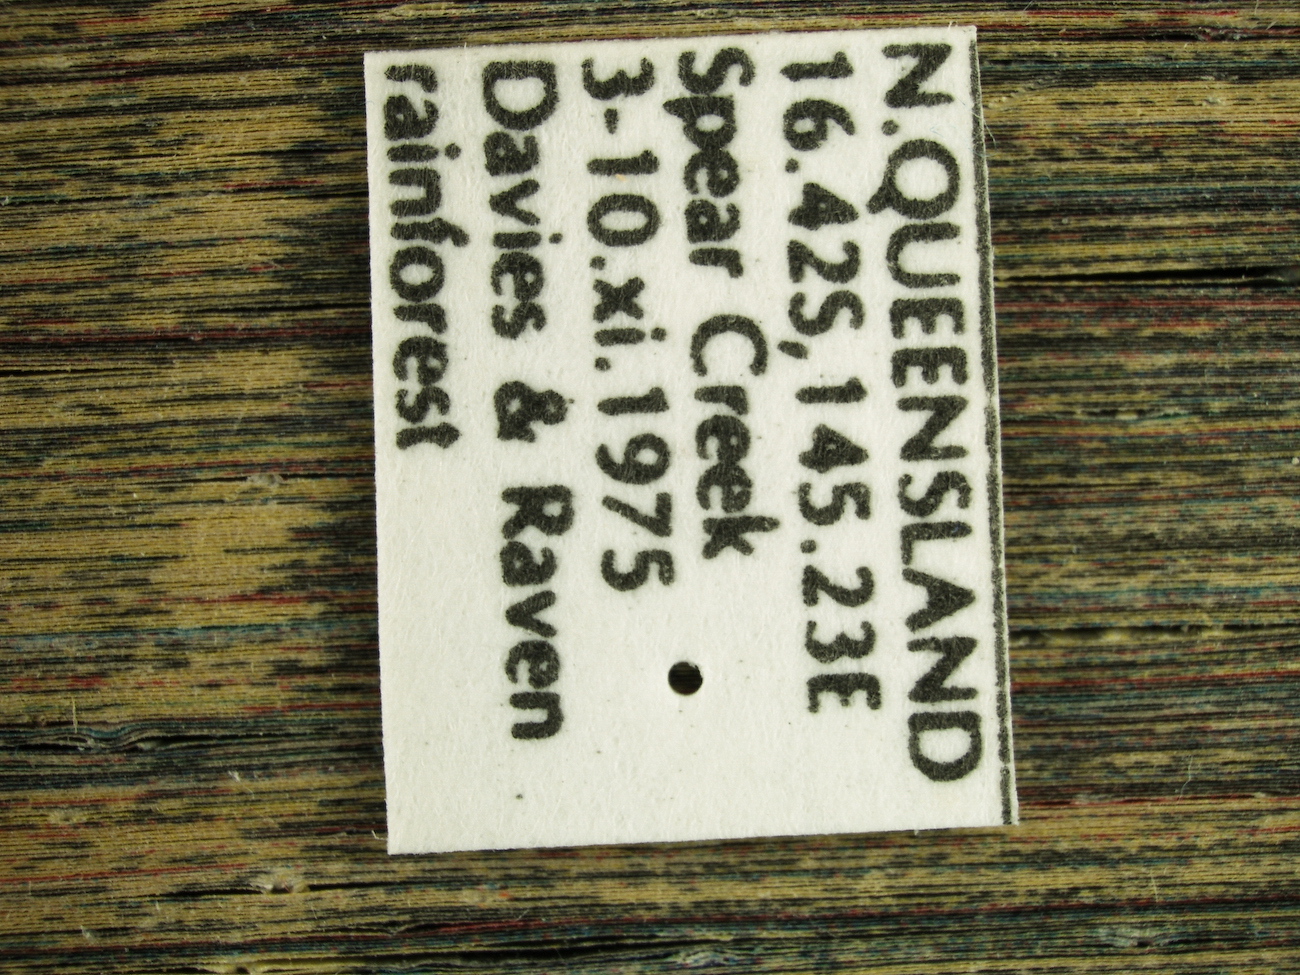 N.QUEENSLAND
16.42S,145.23E
Spear Creek
3-10.xi.1975
Davies & Raven
rainforest